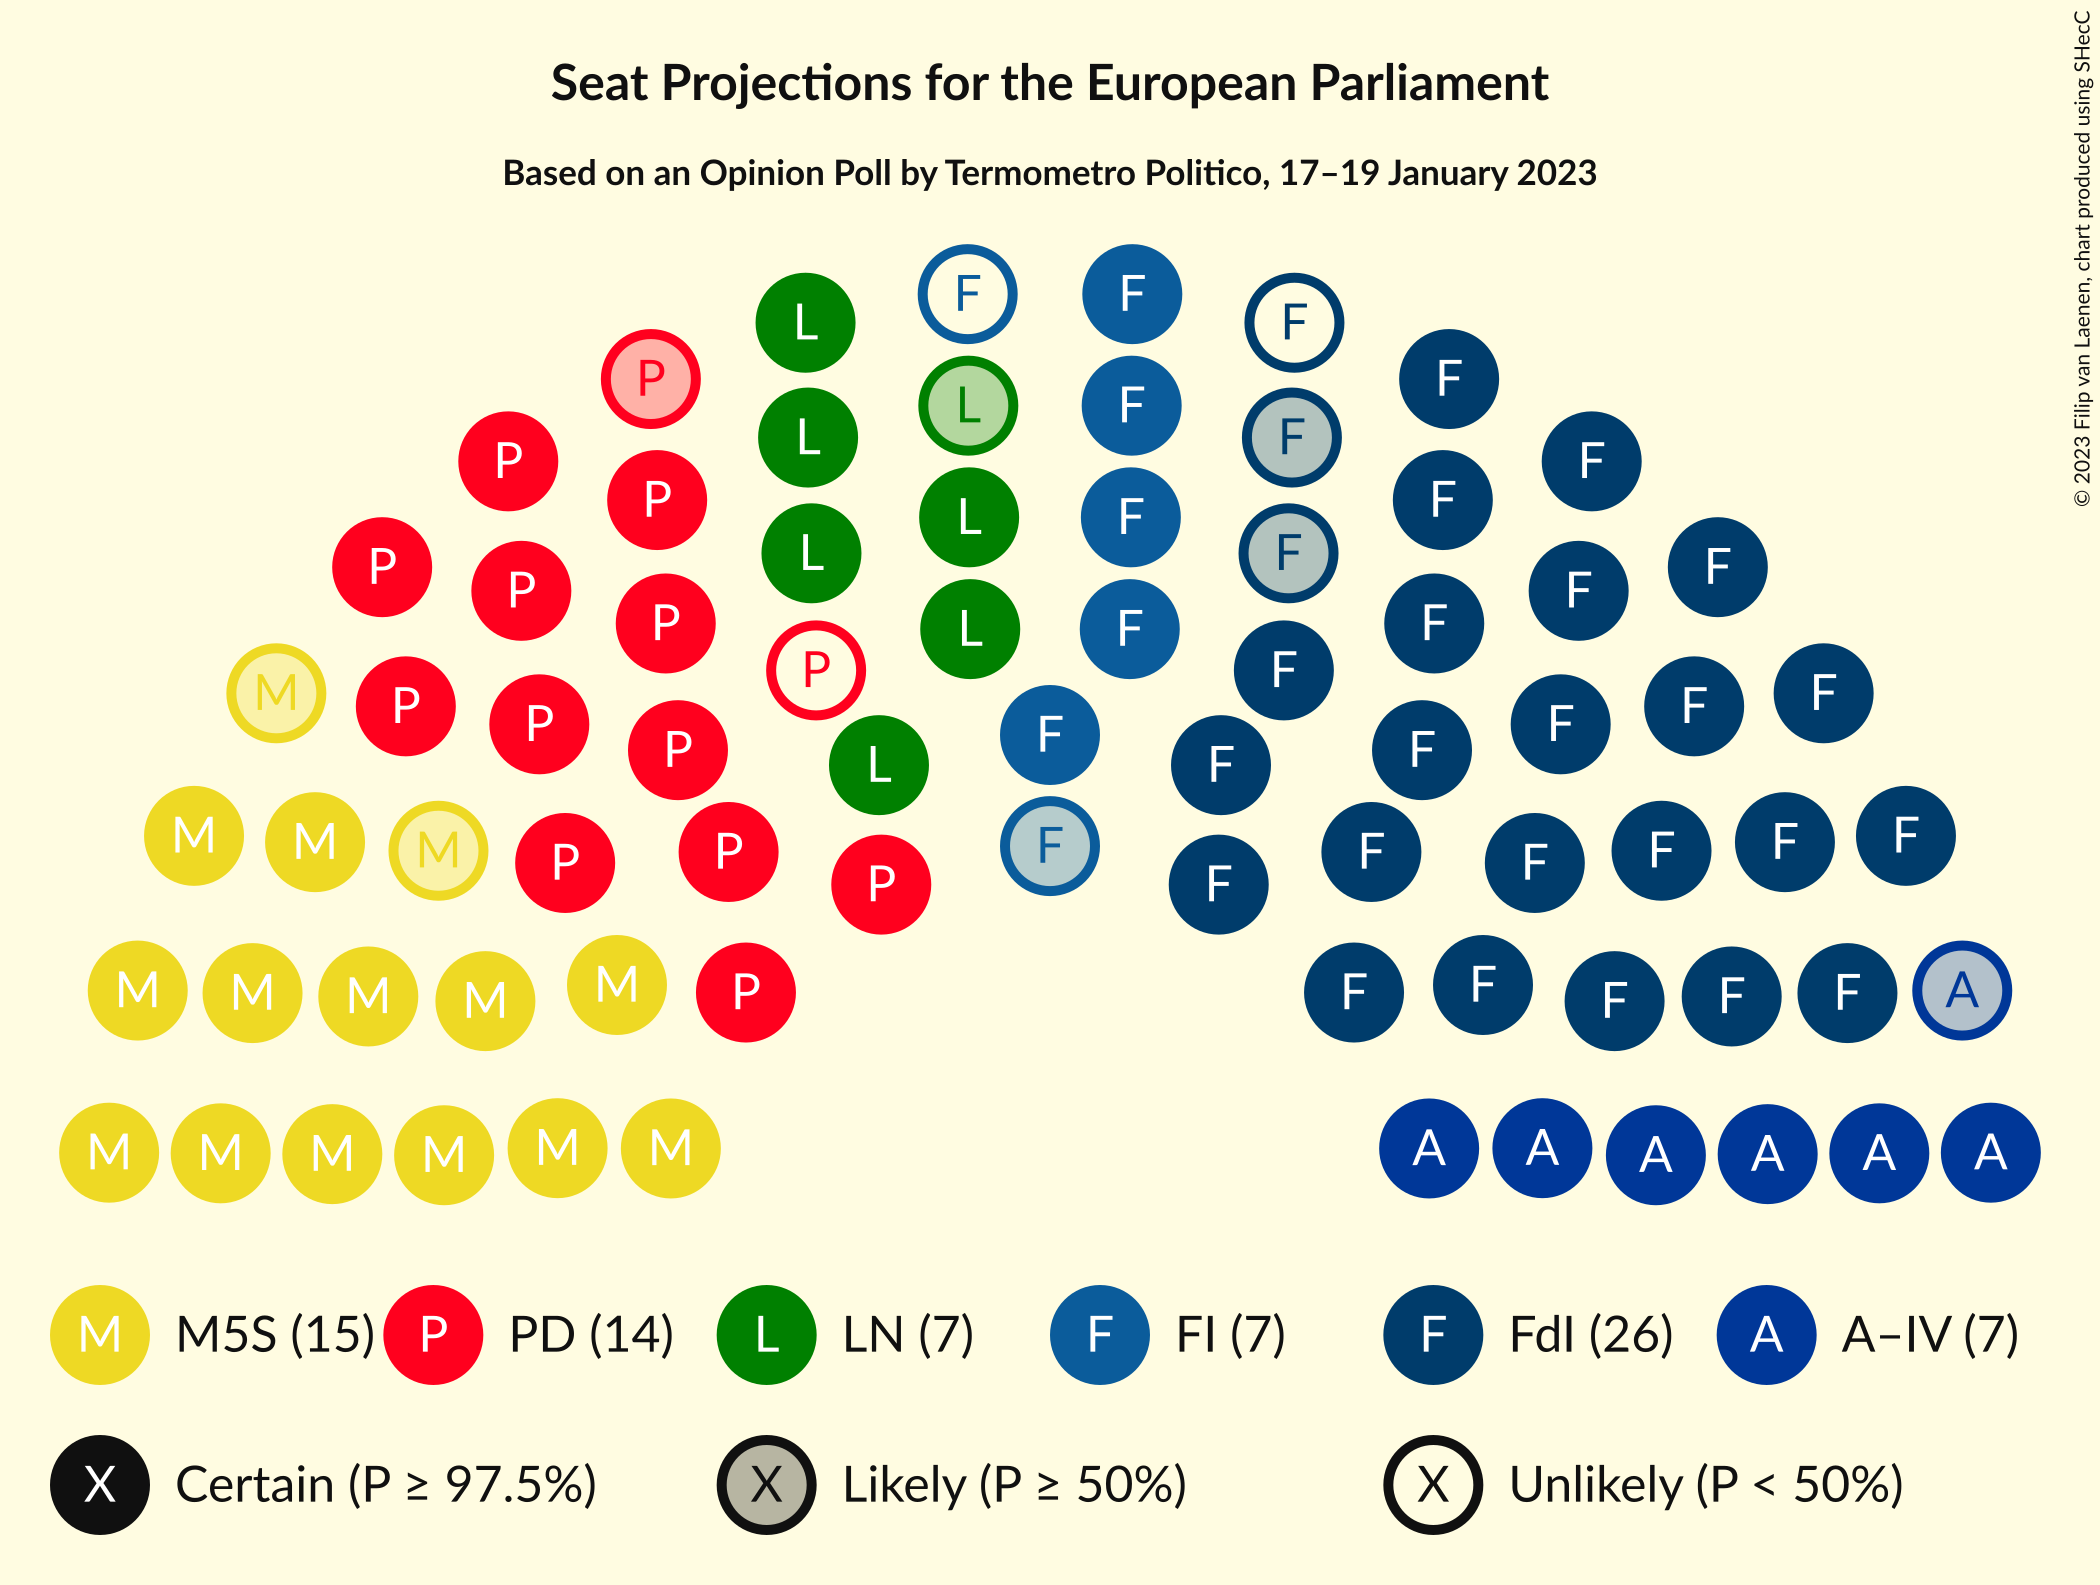 Seat Projections for the European Parliament
Based on an Opinion Poll by Termometro Politico, 17–19 January 2023
© 2023 Filip van Laenen, chart produced using SHecC
F F
L F
P F
L F
P L F F
P F
L F
P F
P L F F
P F
P F
L F
P F
P L F F
P F
M P F F
P F
P F
P F
L F
M M M P P F F F F F
P F
M M M M M P F F F F F A
M M M M M M A A A A A A
M M5S (15) P PD (14) L LN (7) F FI (7) F FdI (26) A A–IV (7)
X Certain (P ≥ 97.5%) X Likely (P ≥ 50%) X Unlikely (P < 50%)